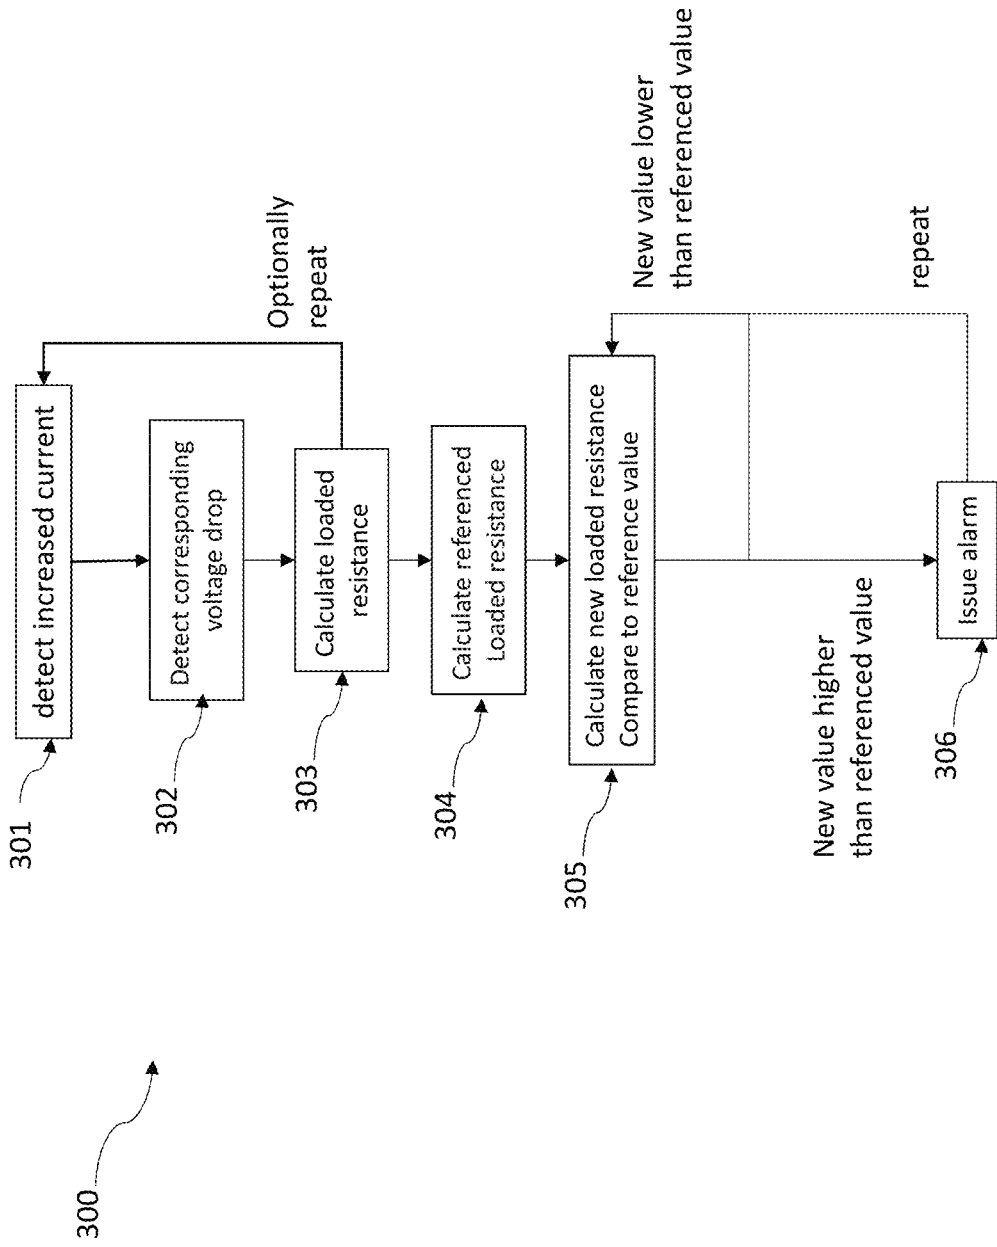 300
301
detect increased current
302
Detect corresponding
voltage drop
303
Calculate loaded
resistance
Optionally
repeat
304
Calculate referenced
Loaded resistance
305
Calculate new loaded resistance
Compare to reference value
New value lower
than referenced value
New value higher
than referenced value
repeat
306
Issue alarm